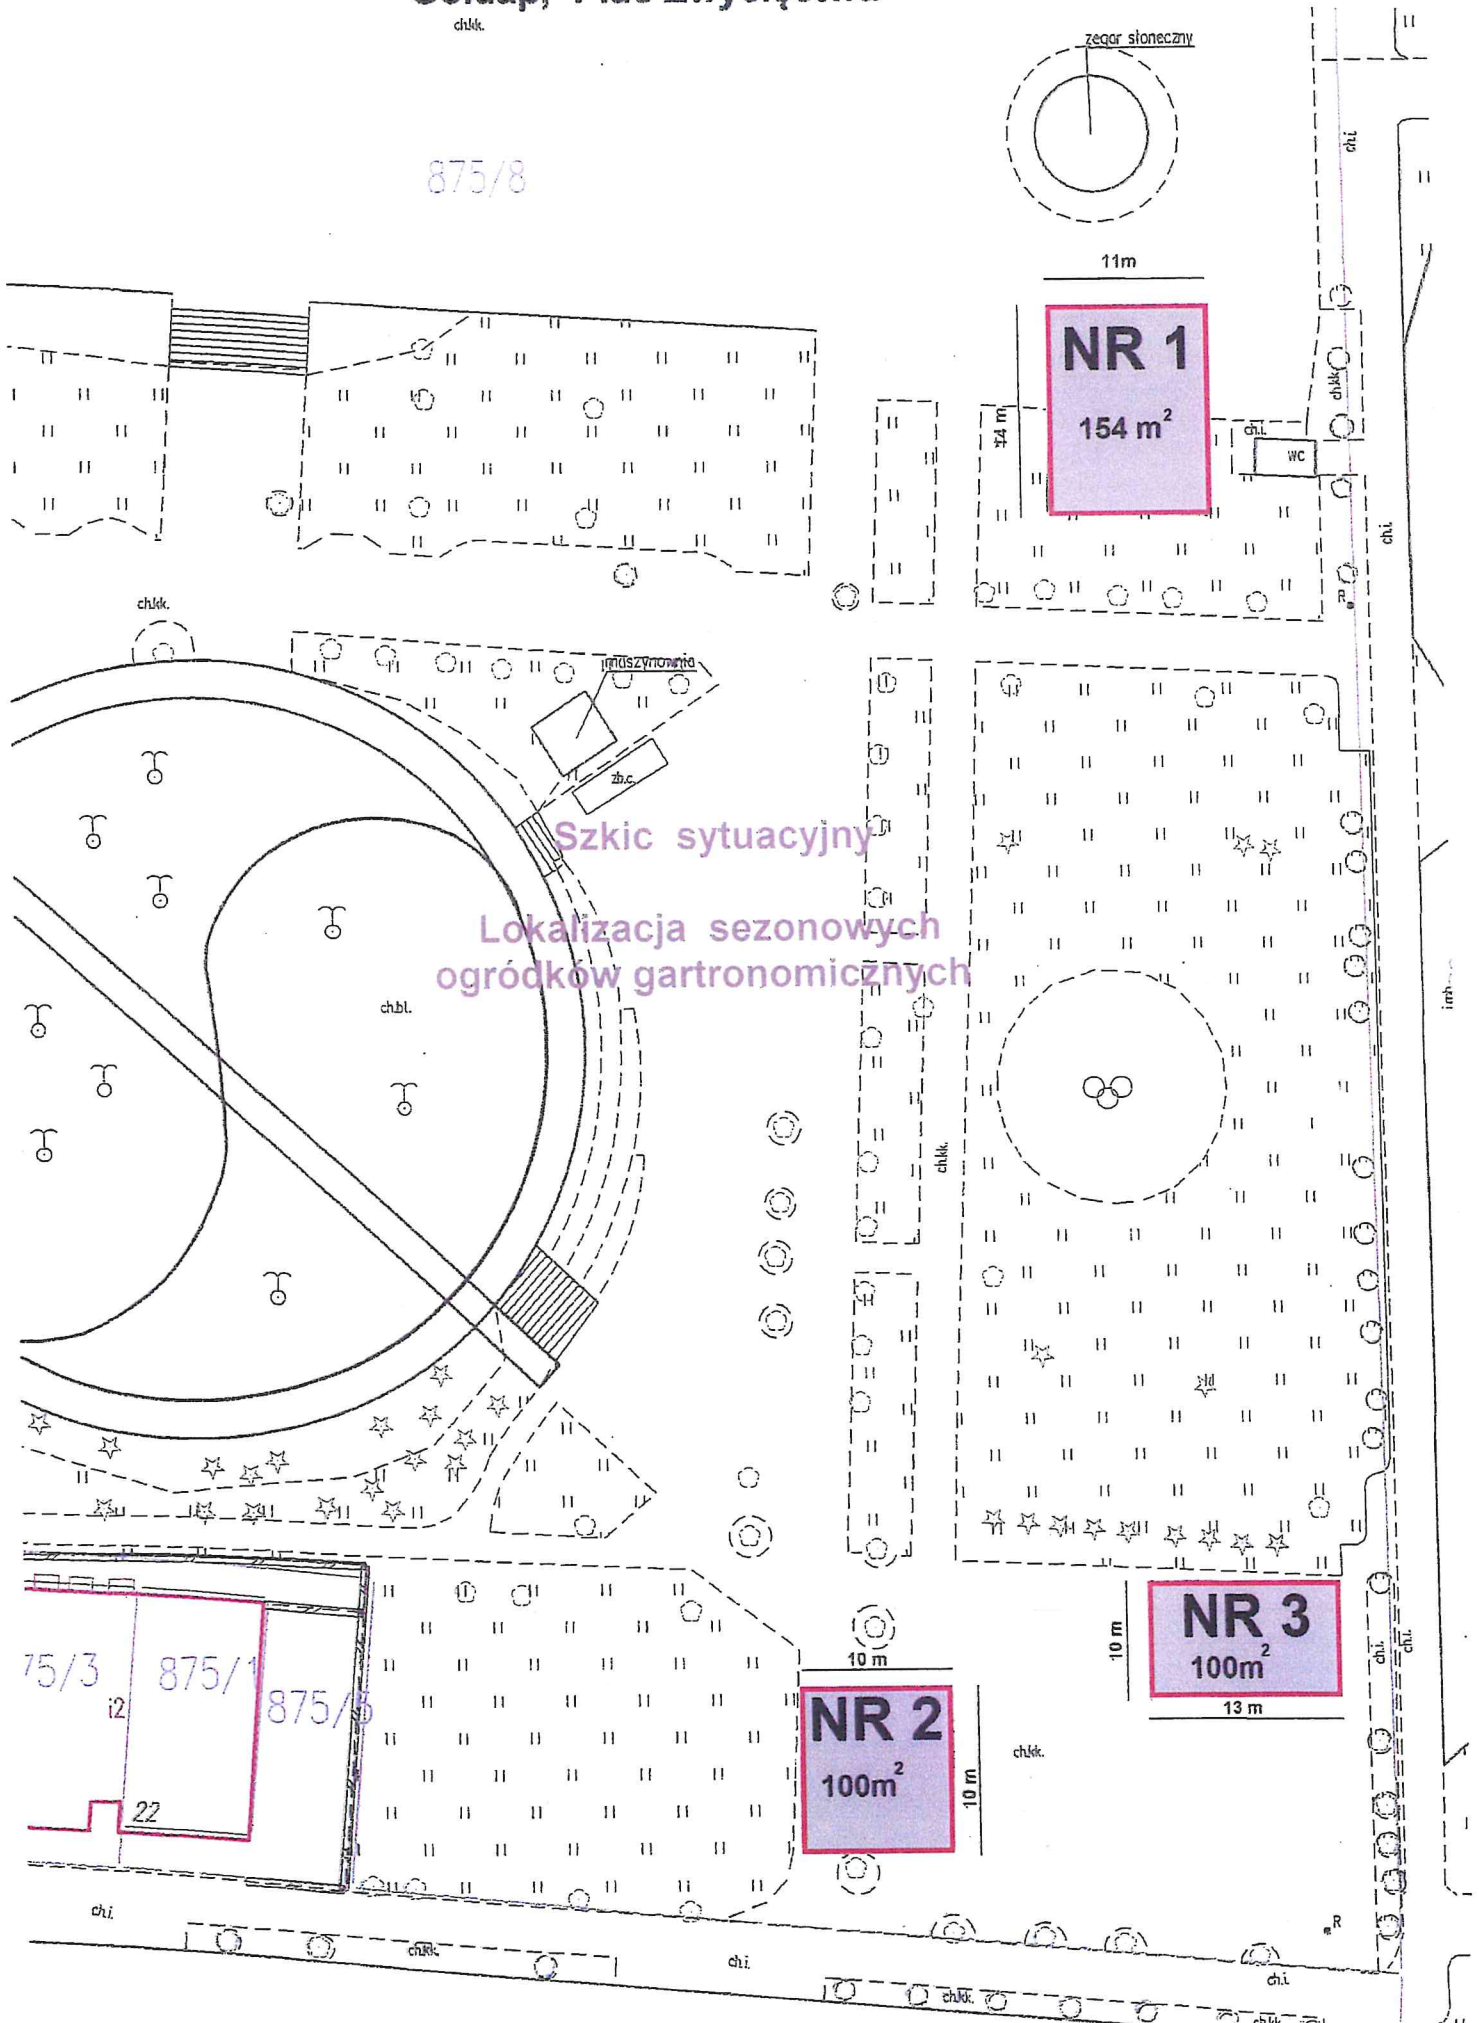 ch.kk.
zegar słoneczny
ch.i.
875/8
11m
NR 1
14 m
154 m²
ch.kk.
ch.i.
WC
ch.i.
R
ch.kk.
maszynownia
zb.c.
Szkic sytuacyjny
Lokalizacja sezonowych
ogródków gartronomicznych
ch.bl.
ch.kk.
NR 3
100m²
10 m
13 m
ch.i.
ch.i.
75/3
875/1
875/5
i2
22
10 m
NR 2
100m²
10 m
ch.kk.
ch.i.
ch.kk.
ch.i.
R
ch.i.
ch.kk.
ch.kk.